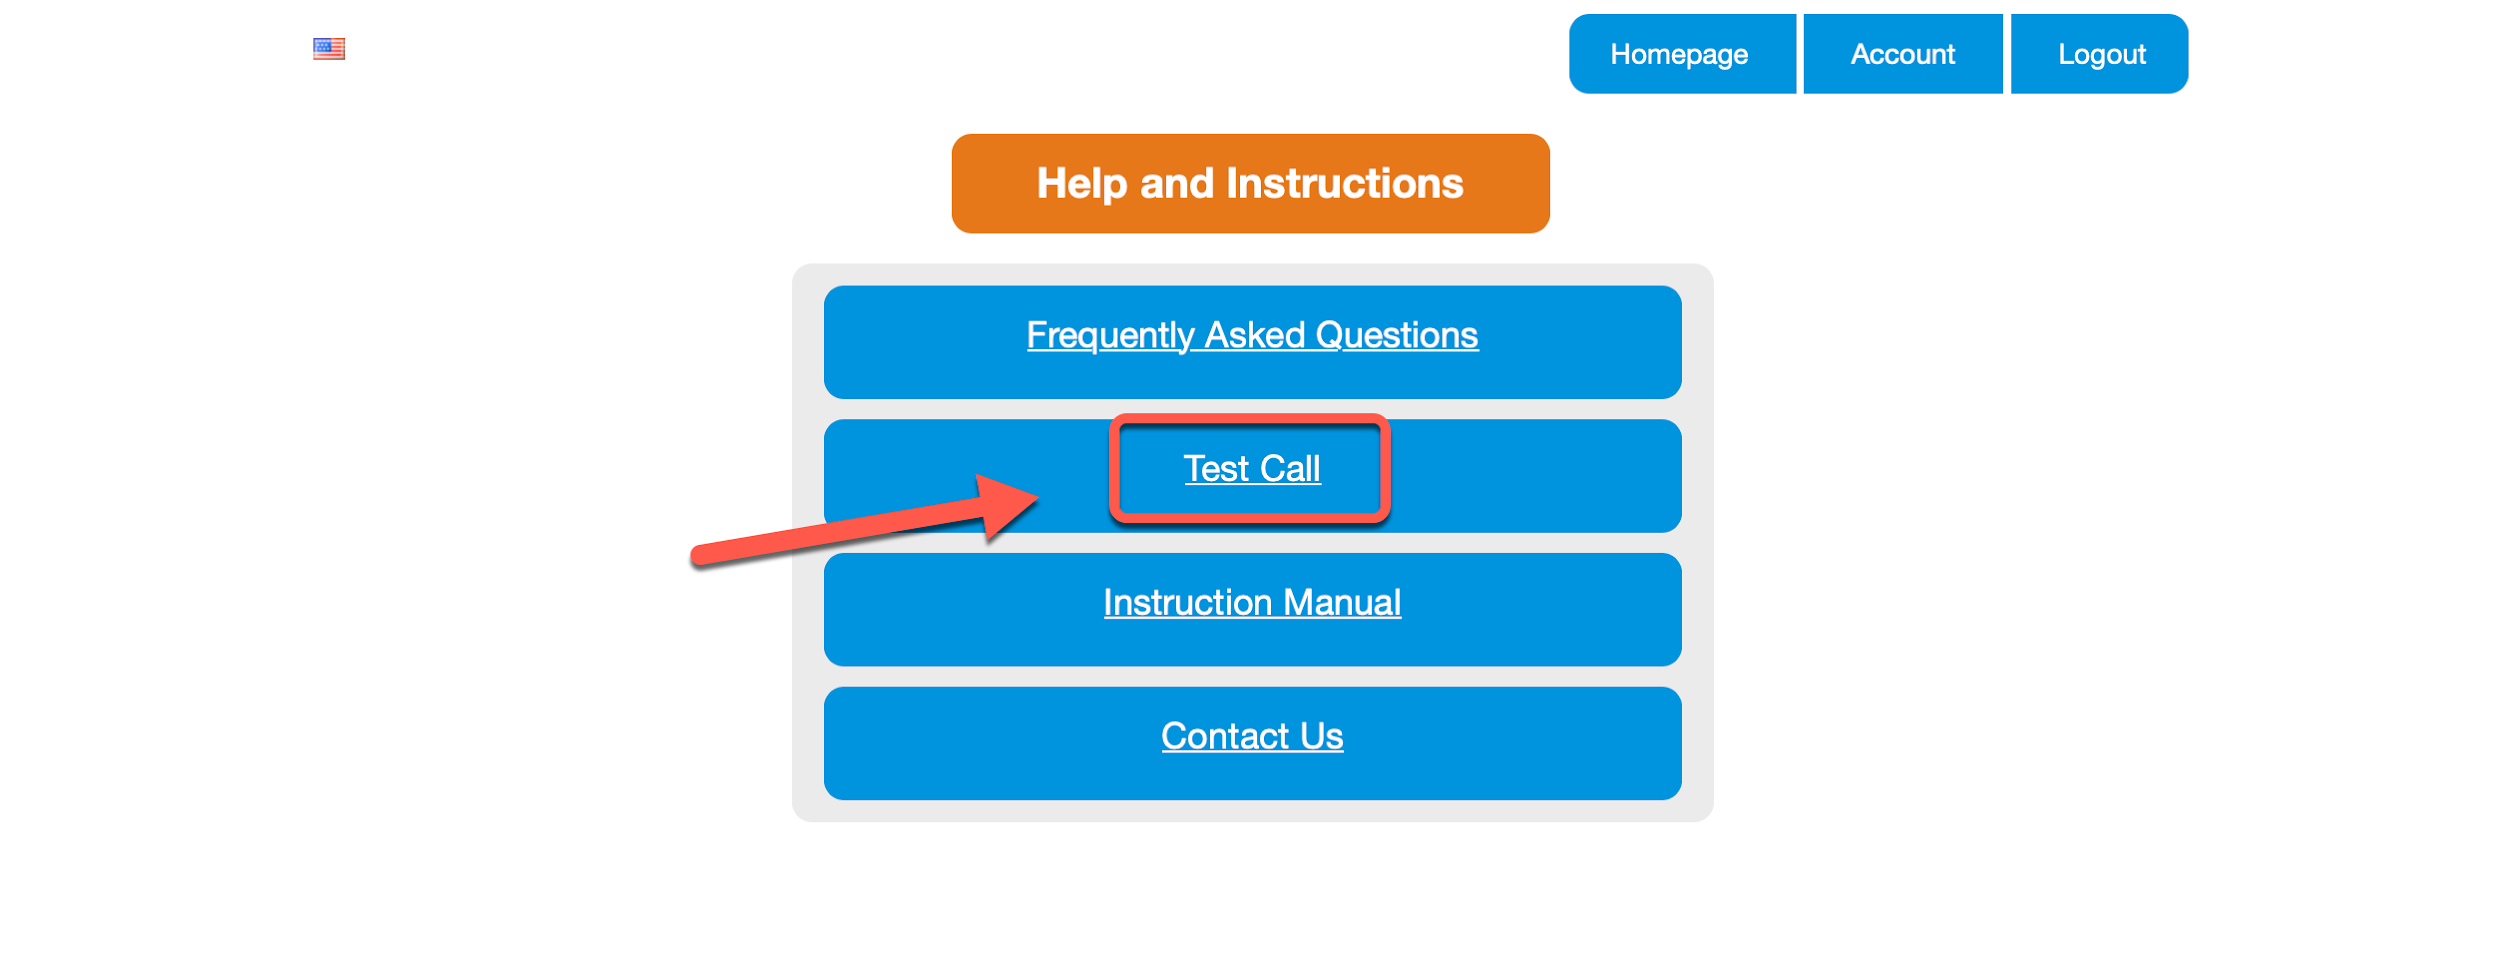 Homepage
Account
Logout
Help and Instructions
Frequently Asked Questions
Test Call
Instruction Manual
Contact Us